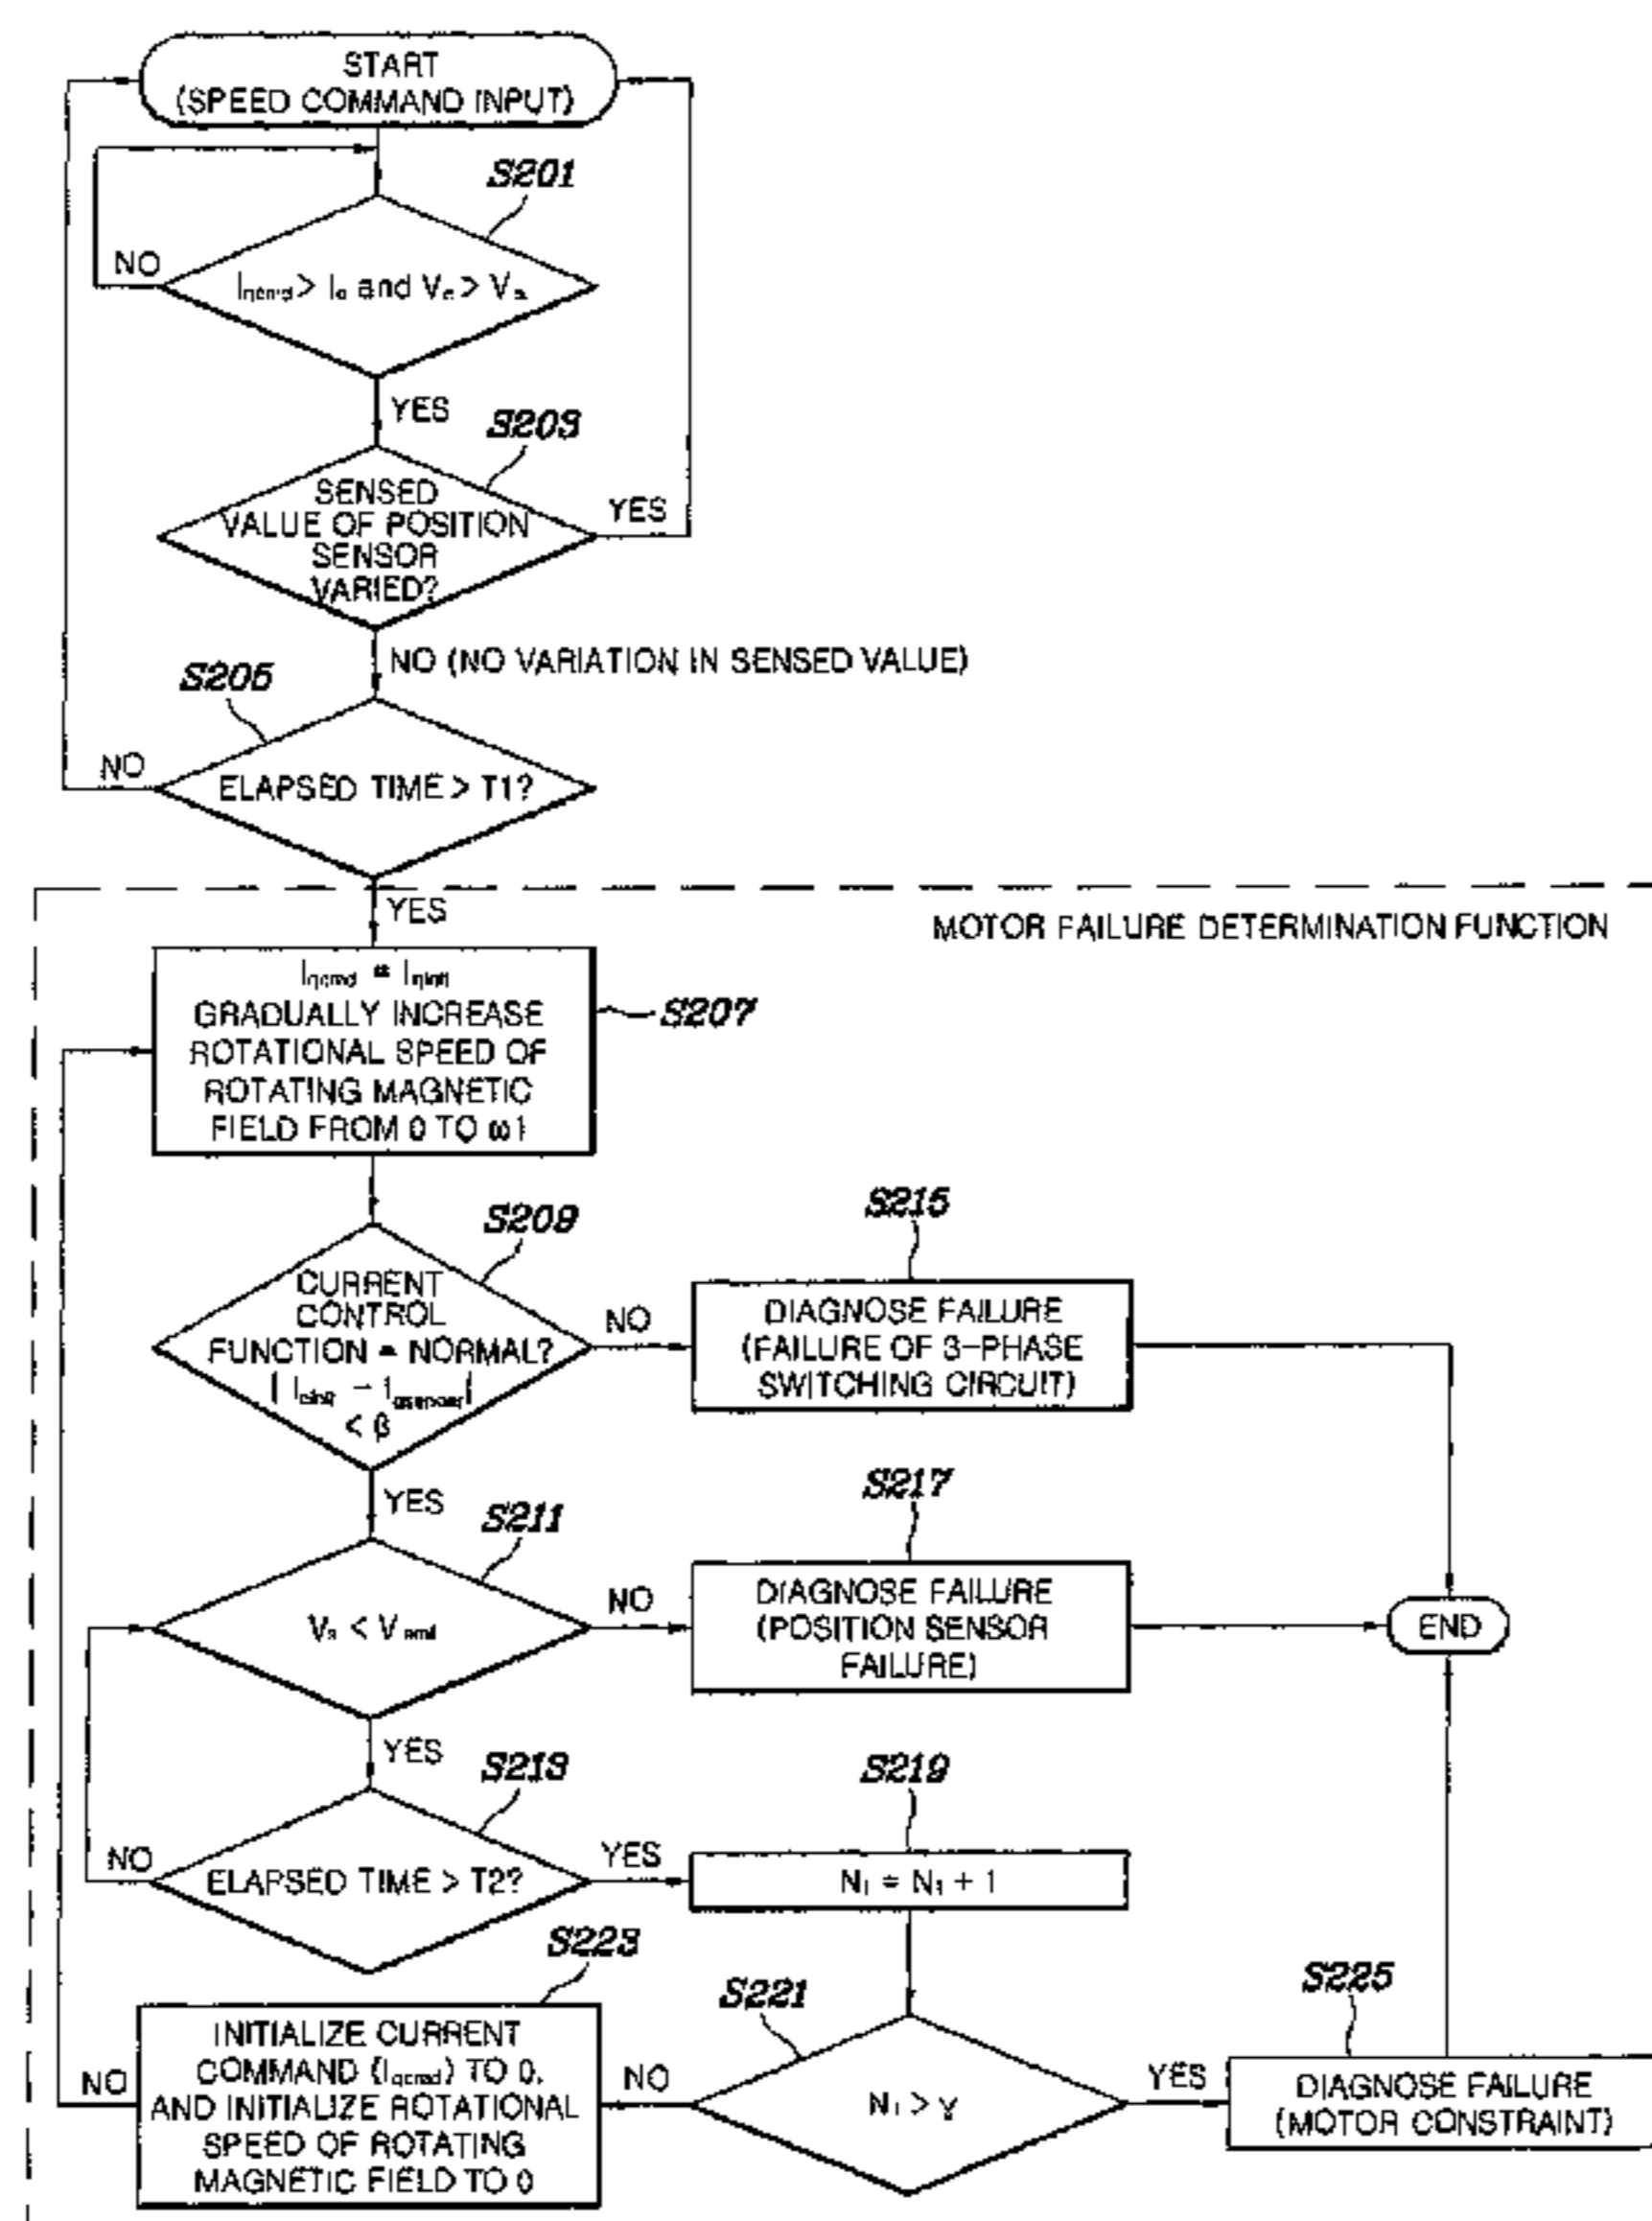 START
(SPEED COMMAND INPUT)
S201
NO
and
YES
S203
SENSED
VALUE OF POSITION
SENSOR
VARIED?
YES
NO (NO VARIATION IN SENSED VALUE)
S205
NO
ELAPSED TIME > T1?
YES
MOTOR FAILURE DETERMINATION FUNCTION
GRADUALLY INCREASE
ROTATIONAL SPEED OF
ROTATING MAGNETIC
FIELD FROM 0 TO ω1
S207
S209
CURRENT
CONTROL
FUNCTION = NORMAL?
< β
NO
S215
DIAGNOSE FAILURE
(FAILURE OF 3-PHASE
SWITCHING CIRCUIT)
YES
S211
NO
S217
DIAGNOSE FAILURE
(POSITION SENSOR
FAILURE)
END
YES
S213
NO
ELAPSED TIME > T2?
YES
S219
N₁ = N₁ + 1
S223
INITIALIZE CURRENT
COMMAND (Iqcmd) TO 0,
AND INITIALIZE ROTATIONAL
SPEED OF ROTATING
MAGNETIC FIELD TO 0
NO
NO
S221
N₁ > γ
YES
S225
DIAGNOSE FAILURE
(MOTOR CONSTRAINT)